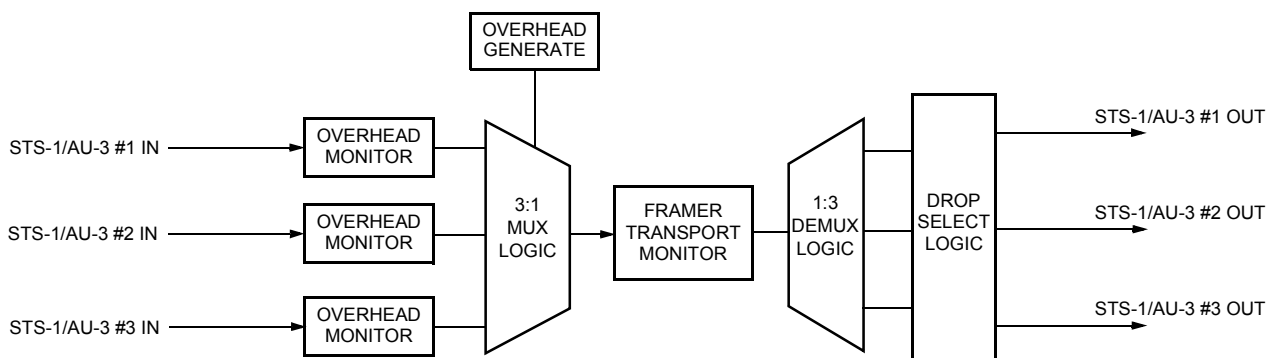 OVERHEAD
GENERATE
STS-1/AU-3 #1 IN
OVERHEAD
MONITOR
STS-1/AU-3 #2 IN
OVERHEAD
MONITOR
STS-1/AU-3 #3 IN
OVERHEAD
MONITOR
3:1
MUX
LOGIC
FRAMER
TRANSPORT
MONITOR
1:3
DEMUX
LOGIC
DROP
SELECT
LOGIC
STS-1/AU-3 #1 OUT
STS-1/AU-3 #2 OUT
STS-1/AU-3 #3 OUT